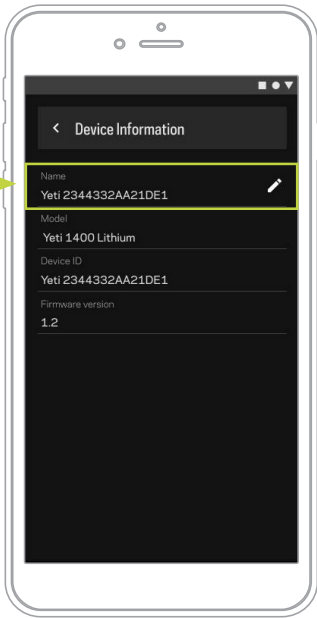 Device Information
Name
Yeti 2344332AA21DE1
Model
Yeti 1400 Lithium
Device ID
Yeti 2344332AA21DE1
Firmware version
1.2